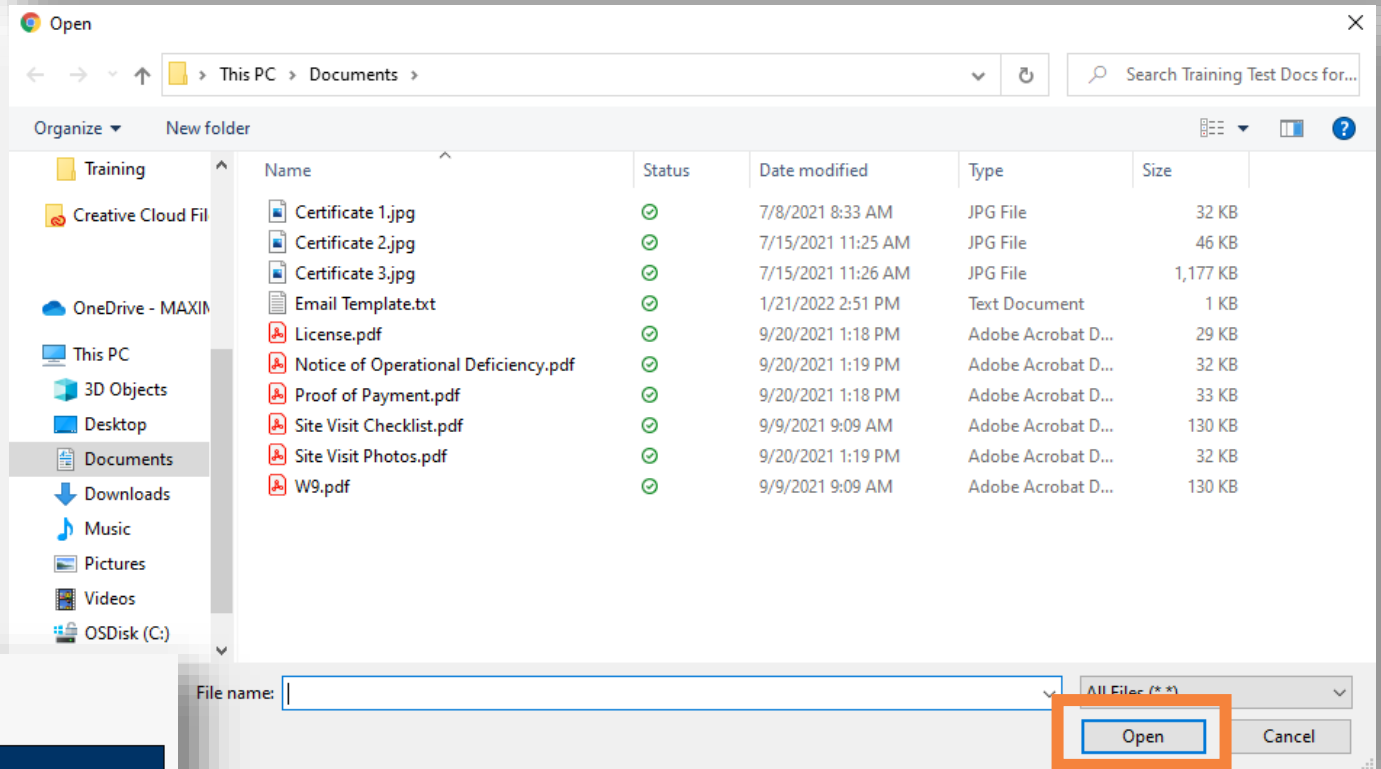 Open
This PC > Documents >
Search Training Test Docs for...
Organize New folder
?
Training
Creative Cloud Fil
OneDrive - MAXIM
This PC
3D Objects
Desktop
Documents
Downloads
Music
Pictures
Videos
OSDisk (C:)
Name Status Date modified Type Size
Certificate 1.jpg 7/8/2021 8:33 AM JPG File 32 KB
Certificate 2.jpg 7/15/2021 11:25 AM JPG File 46 KB
Certificate 3.jpg 7/15/2021 11:26 AM JPG File 1,177 KB
Email Template.txt 1/21/2022 2:51 PM Text Document 1 KB
License.pdf 9/20/2021 1:18 PM Adobe Acrobat D... 29 KB
Notice of Operational Deficiency.pdf 9/20/2021 1:19 PM Adobe Acrobat D... 32 KB
Proof of Payment.pdf 9/20/2021 1:18 PM Adobe Acrobat D... 33 KB
Site Visit Checklist.pdf 9/9/2021 9:09 AM Adobe Acrobat D... 130 KB
Site Visit Photos.pdf 9/20/2021 1:19 PM Adobe Acrobat D... 32 KB
W9.pdf 9/9/2021 9:09 AM Adobe Acrobat D... 130 KB
File name: All Files (*.*)
Open Cancel